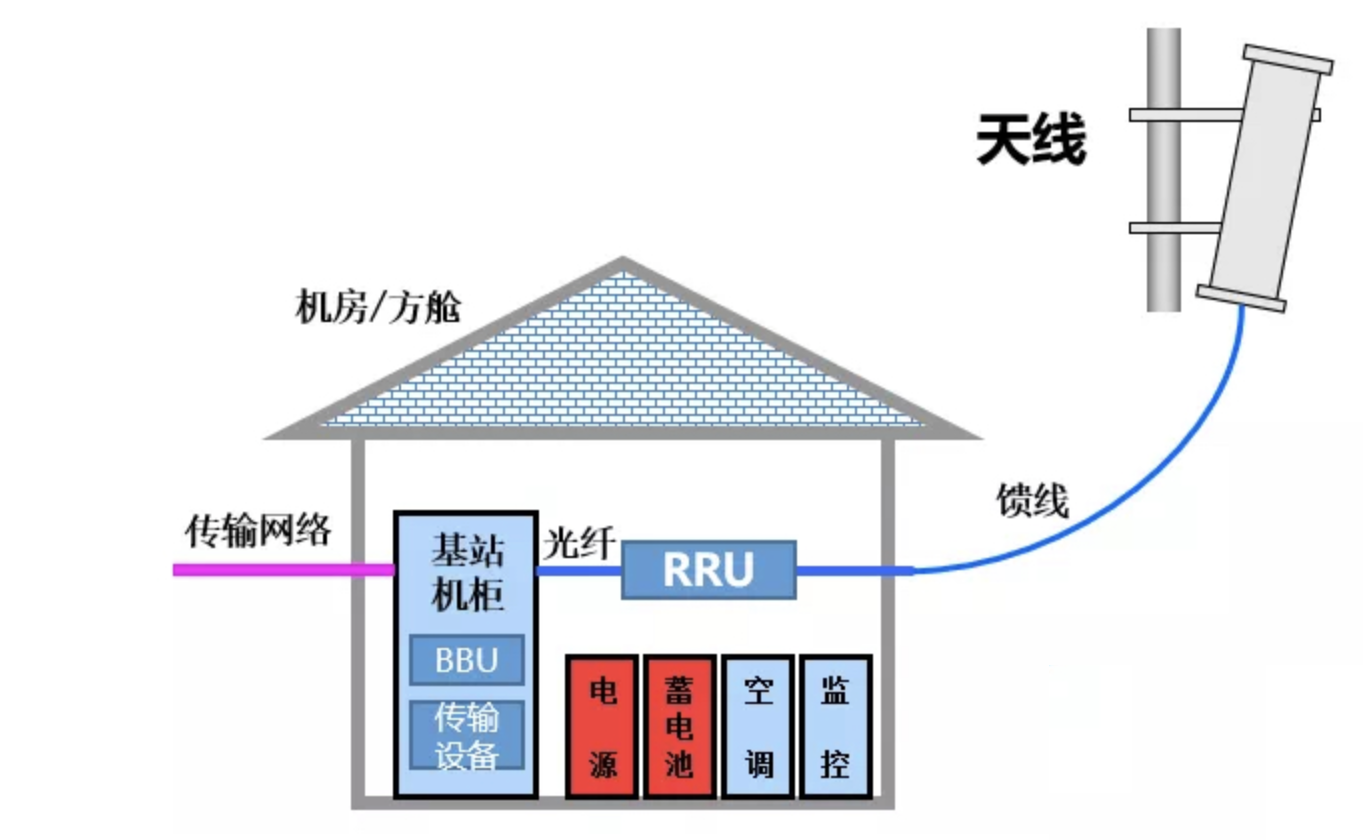 天线
机房/方舱
馈线
传输网络
基站
机柜
光纤
RRU
BBU
传输
设备
电源
蓄电池
空调
监控